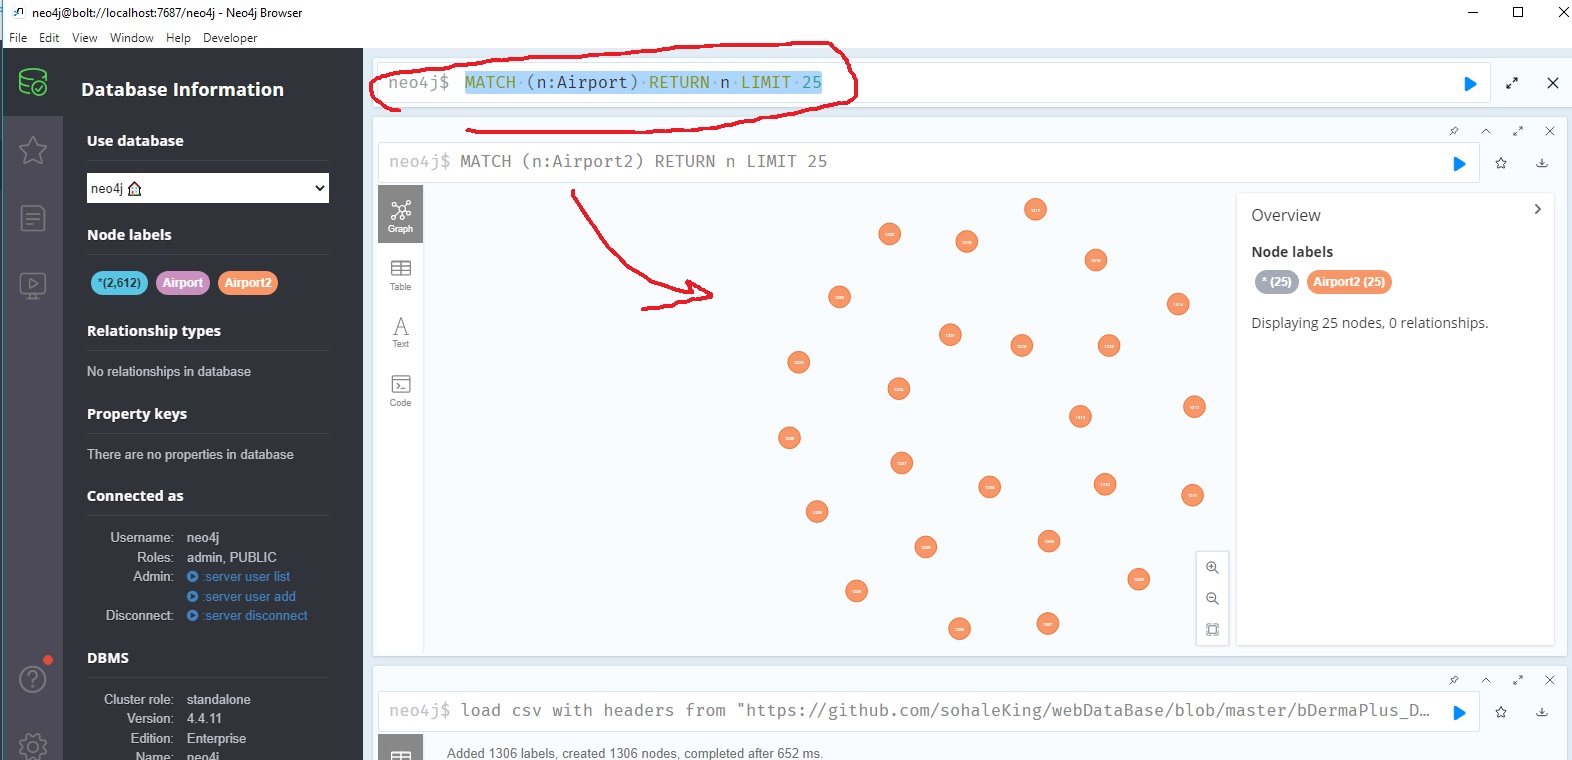 neo4j@bolt://localhost:7687/neo4j - Neo4j Browser
File Edit View Window Help Developer
Database Information
Use database
neo4j
Node labels
*(2,612) Airport Airport2
Relationship types
No relationships in database
Property keys
There are no properties in database
Connected as
Username: neo4j
Roles: admin, PUBLIC
Admin: :server user list
:server user add
Disconnect: :server disconnect
DBMS
Cluster role: standalone
Version: 4.4.11
Edition: Enterprise
Name: neo4j
neo4j$ MATCH (n:Airport) RETURN n LIMIT 25
neo4j$ MATCH (n:Airport2) RETURN n LIMIT 25
Graph
Table
Text
Code
Overview
Node labels
* (25) Airport2 (25)
Displaying 25 nodes, 0 relationships.
neo4j$ load csv with headers from "https://github.com/sohaleKing/webDataBase/blob/master/bDermaPlus_D…
Added 1306 labels, created 1306 nodes, completed after 652 ms.